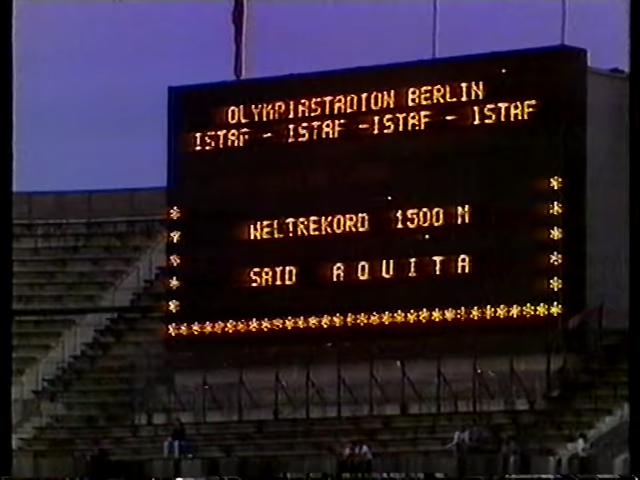 OLYMPIASTADION BERLIN
ISTAF - ISTAF -ISTAF - ISTAF
WELTREKORD 1500 M
SAID AOUITA